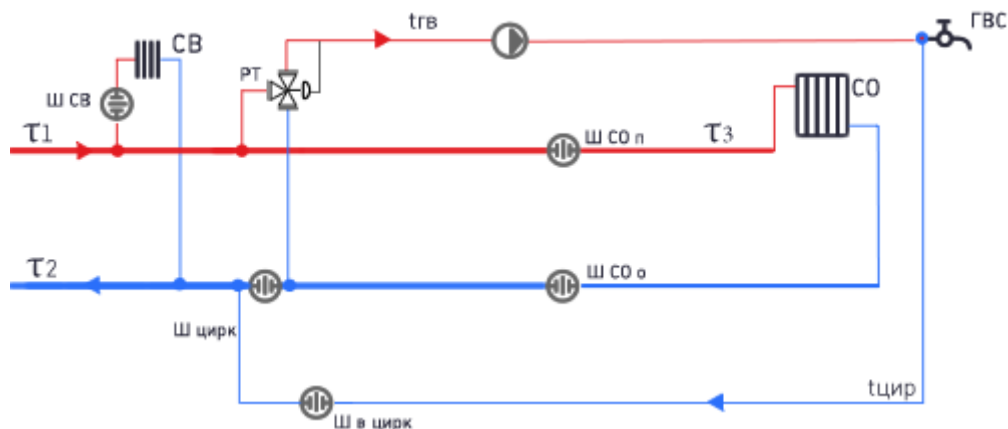 tгв
ГВС
СВ
РТ
Ш СВ
СО
τ1
Ш СО п
τ3
τ2
Ш СО о
Ш цирк
tцир
Ш в цирк